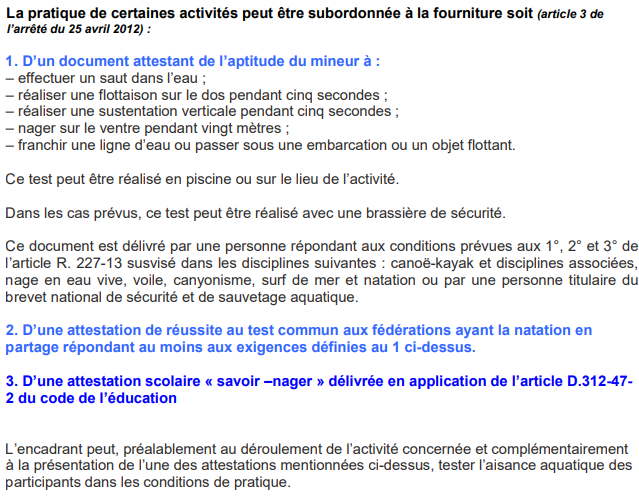 La pratique de certaines activités peut être subordonnée à la fourniture soit (article 3 de
l'arrêté du 25 avril 2012) :
1. D'un document attestant de l'aptitude du mineur à :
– effectuer un saut dans l'eau ;
– réaliser une flottaison sur le dos pendant cinq secondes ;
– réaliser une sustentation verticale pendant cinq secondes ;
– nager sur le ventre pendant vingt mètres ;
– franchir une ligne d'eau ou passer sous une embarcation ou un objet flottant.
Ce test peut être réalisé en piscine ou sur le lieu de l'activité.
Dans les cas prévus, ce test peut être réalisé avec une brassière de sécurité.
Ce document est délivré par une personne répondant aux conditions prévues aux 1°, 2° et 3° de
l'article R. 227-13 susvisé dans les disciplines suivantes : canoë-kayak et disciplines associées,
nage en eau vive, voile, canyonisme, surf de mer et natation ou par une personne titulaire du
brevet national de sécurité et de sauvetage aquatique.
2. D'une attestation de réussite au test commun aux fédérations ayant la natation en
partage répondant au moins aux exigences définies au 1 ci-dessus.
3. D'une attestation scolaire « savoir –nager » délivrée en application de l'article D.312-47-
2 du code de l'éducation
L'encadrant peut, préalablement au déroulement de l'activité concernée et complémentairement
à la présentation de l'une des attestations mentionnées ci-dessus, tester l'aisance aquatique des
participants dans les conditions de pratique.